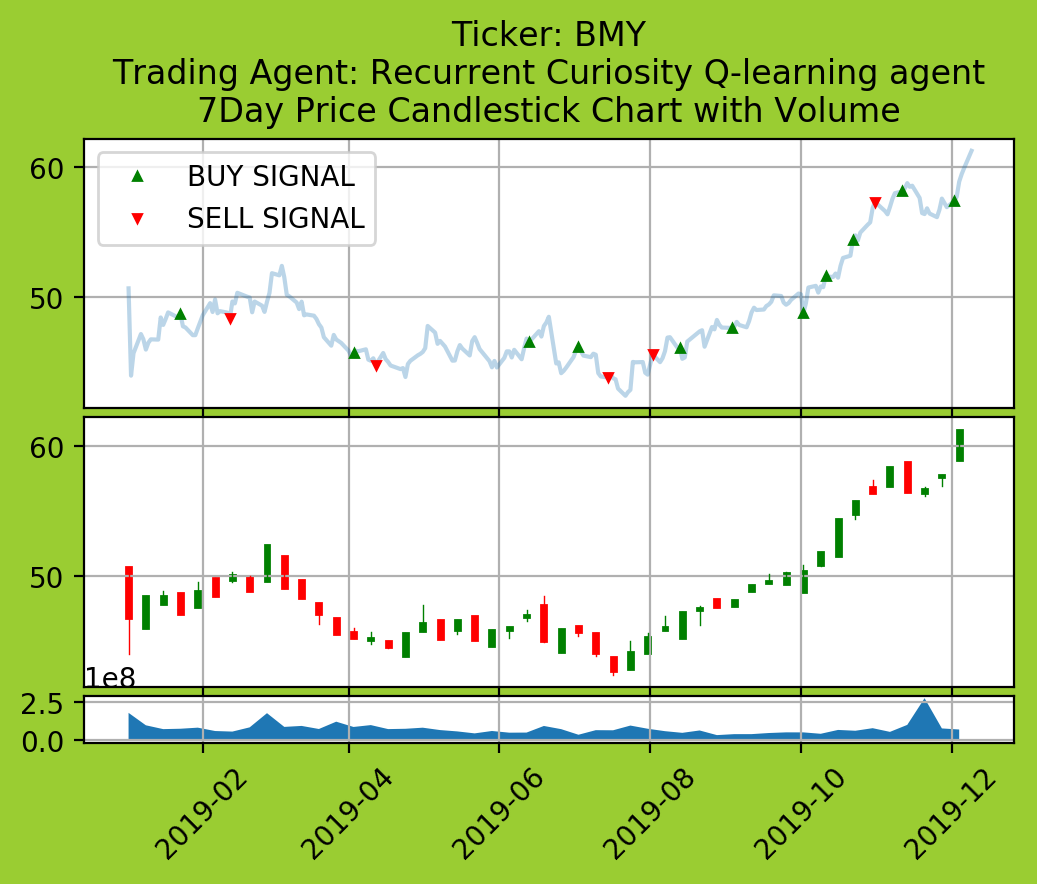 Ticker: BMY
Trading Agent: Recurrent Curiosity Q-learning agent
7Day Price Candlestick Chart with Volume
BUY SIGNAL
SELL SIGNAL
60
50
60
50
1e8
2.5
0.0
2019-02
2019-04
2019-06
2019-08
2019-10
2019-12